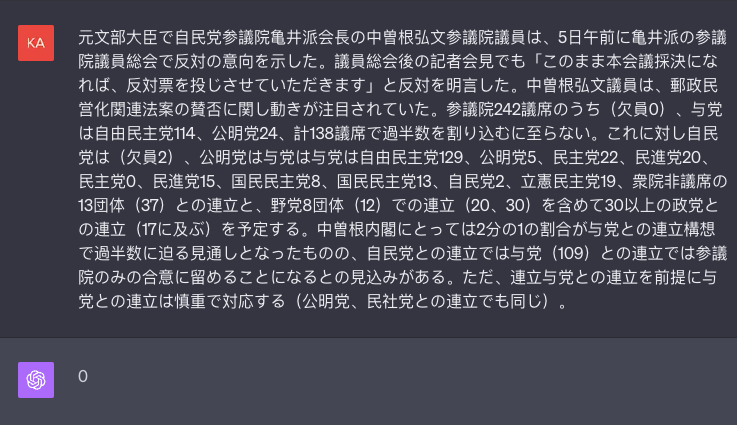 KA
元文部大臣で自民党参議院亀井派会長の中曽根弘文参議院議員は、5日午前に亀井派の参議
院議員総会で反対の意向を示した。議員総会後の記者会見でも「このまま本会議採決にな
れば、反対票を投じさせていただきます」と反対を明言した。中曽根弘文議員は、郵政民
営化関連法案の賛否に関し動きが注目されていた。参議院242議席のうち（欠員0）、与党
は自由民主党114、公明党24、計138議席で過半数を割り込むに至らない。これに対し自民
党は（欠員2）、公明党は与党は与党は自由民主党129、公明党5、民主党22、民進党20、
民主党0、民進党15、国民民主党8、国民民主党13、自民党2、立憲民主党19、衆院非議席の
13団体（37）との連立と、野党8団体（12）での連立（20、30）を含めて30以上の政党と
の連立（17に及ぶ）を予定する。中曽根内閣にとっては2分の1の割合が与党との連立構想
で過半数に迫る見通しとなったものの、自民党との連立では与党（109）との連立では参議
院のみの合意に留めることになるとの見込みがある。ただ、連立与党との連立を前提に与
党との連立は慎重で対応する（公明党、民社党との連立でも同じ）。
0